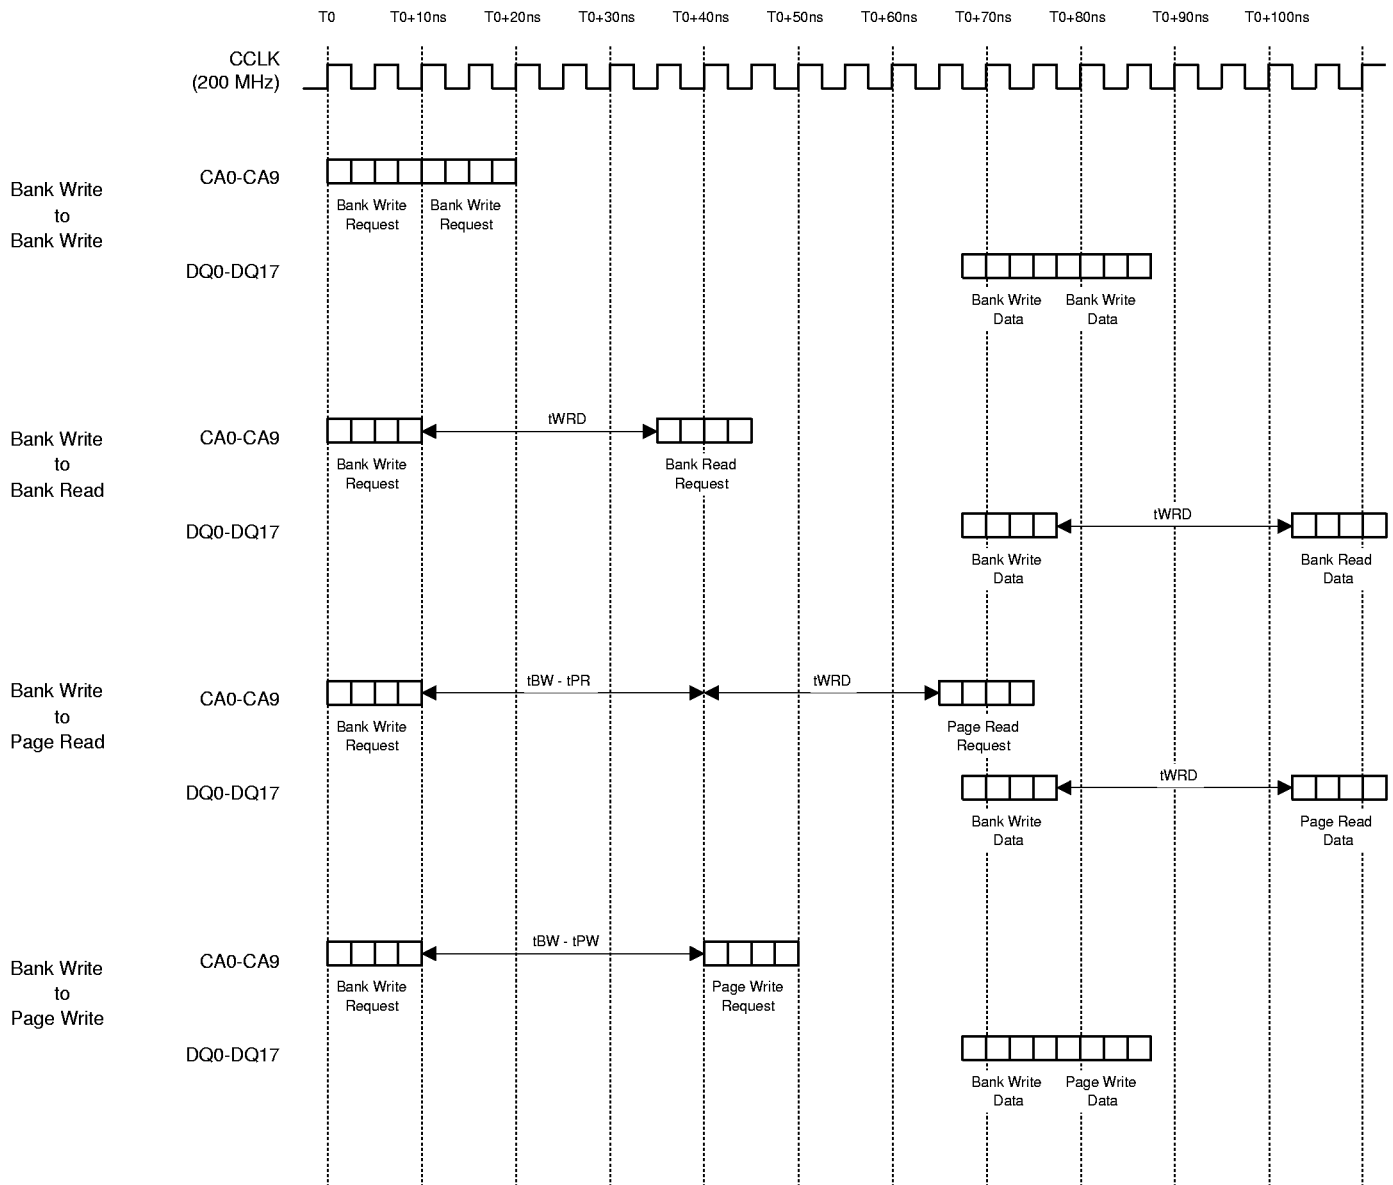 T0 T0+10ns T0+20ns T0+30ns T0+40ns T0+50ns T0+60ns T0+70ns T0+80ns T0+90ns T0+100ns
CCLK
(200 MHz)
Bank Write
to
Bank Write
CA0-CA9
Bank Write Bank Write
Request Request
DQ0-DQ17
Bank Write Bank Write
Data Data
Bank Write
to
Bank Read
CA0-CA9
tWRD
Bank Write Bank Read
Request Request
DQ0-DQ17
tWRD
Bank Write Bank Read
Data Data
Bank Write
to
Page Read
CA0-CA9
tBW - tPR tWRD
Bank Write Page Read
Request Request
DQ0-DQ17
tWRD
Bank Write Page Read
Data Data
Bank Write
to
Page Write
CA0-CA9
tBW - tPW
Bank Write Page Write
Request Request
DQ0-DQ17
Bank Write Page Write
Data Data